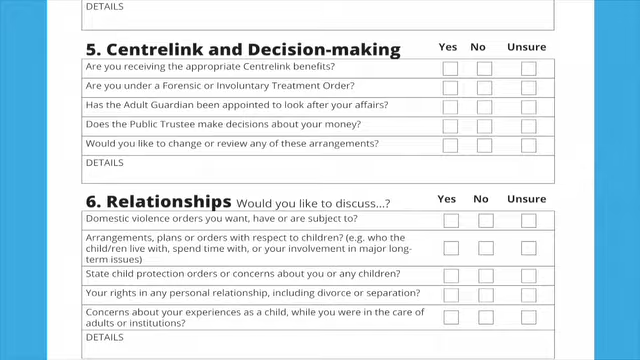 DETAILS
5. Centrelink and Decision-making Yes No Unsure
Are you receiving the appropriate Centrelink benefits?
Are you under a Forensic or Involuntary Treatment Order?
Has the Adult Guardian been appointed to look after your affairs?
Does the Public Trustee make decisions about your money?
Would you like to change or review any of these arrangements?
DETAILS
6. Relationships Would you like to discuss...? Yes No Unsure
Domestic violence orders you want, have or are subject to?
Arrangements, plans or orders with respect to children? (e.g. who the
child/ren live with, spend time with, or your involvement in major long-
term issues)
State child protection orders or concerns about you or any children?
Your rights in any personal relationship, including divorce or separation?
Concerns about your experiences as a child, while you were in the care of
adults or institutions?
DETAILS